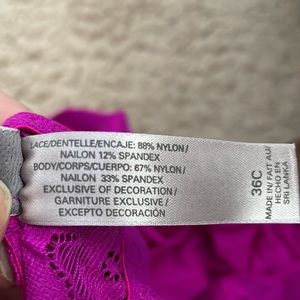 LACE/DENTELLE/ENCAJE: 88% NYLON/
NAILON 12% SPANDEX
BODY/CORPS/CUERPO: 67% NYLON/
NAILON 33% SPANDEX
EXCLUSIVE OF DECORATION/
GARNITURE EXCLUSIVE/
EXCEPTO DECORACIÓN
36C
MADE IN/FAIT AU/
HECHO EN
SRI LANKA